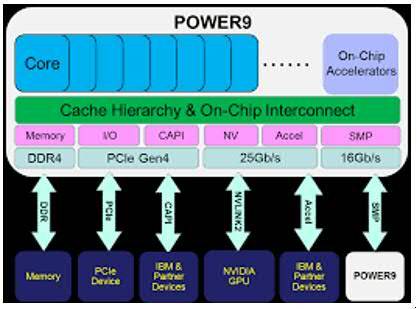 POWER9
Core
......
On-Chip
Accelerators
Cache Hierarchy & On-Chip Interconnect
Memory
I/O
CAPI
NV
Accel
SMP
DDR4
PCIe Gen4
25Gb/s
16Gb/s
DDR
PCIe
CAPI
NVLINK2
Accel
SMP
Memory
PCIe
Device
IBM &
Partner
Devices
NVIDIA
GPU
IBM &
Partner
Devices
POWER9